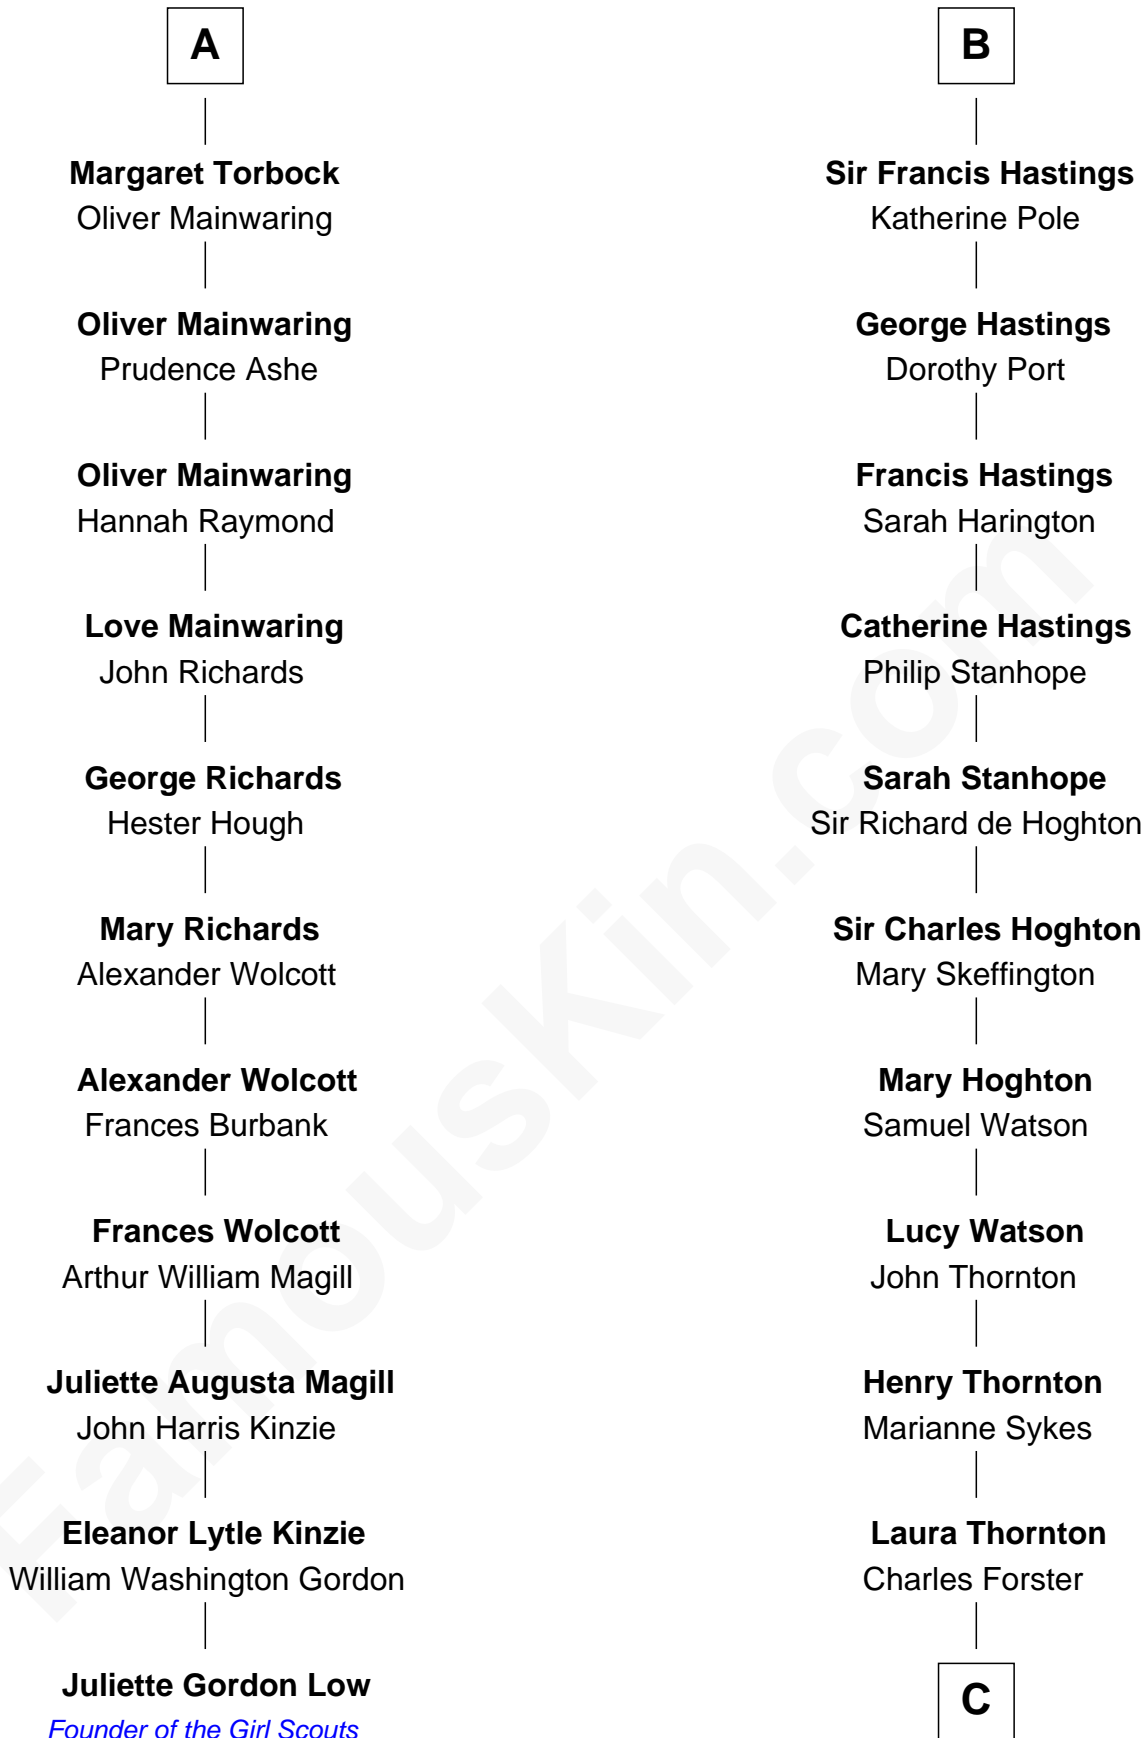 A
Margaret Torbock
Oliver Mainwaring
Oliver Mainwaring
Prudence Ashe
Oliver Mainwaring
Hannah Raymond
Love Mainwaring
John Richards
George Richards
Hester Hough
Mary Richards
Alexander Wolcott
Alexander Wolcott
Frances Burbank
Frances Wolcott
Arthur William Magill
Juliette Augusta Magill
John Harris Kinzie
Eleanor Lytle Kinzie
William Washington Gordon
Juliette Gordon Low
Founder of the Girl Scouts
B
Sir Francis Hastings
Katherine Pole
George Hastings
Dorothy Port
Francis Hastings
Sarah Harington
Catherine Hastings
Philip Stanhope
Sarah Stanhope
Sir Richard de Hoghton
Sir Charles Hoghton
Mary Skeffington
Mary Hoghton
Samuel Watson
Lucy Watson
John Thornton
Henry Thornton
Marianne Sykes
Laura Thornton
Charles Forster
C
FamousKin.com